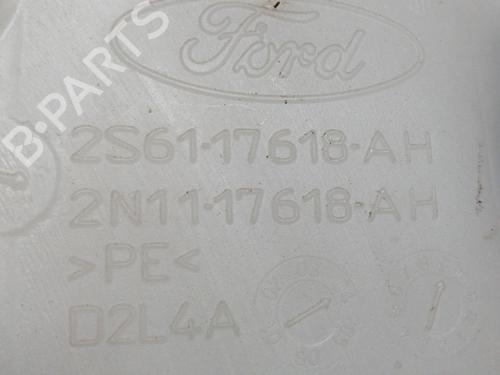 Ford
2S61-17618-AH
2N11-17618-AH
>PE<
D2L4A
B-PARTS